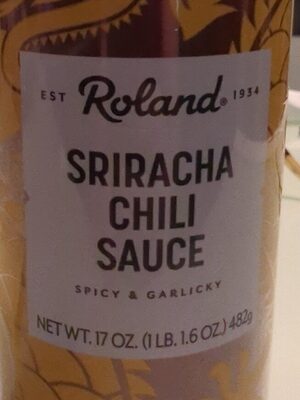 EST Roland® 1934
SRIRACHA
CHILI
SAUCE
SPICY & GARLICKY
NET WT. 17 OZ. (1 LB. 1.6 OZ.) 482g